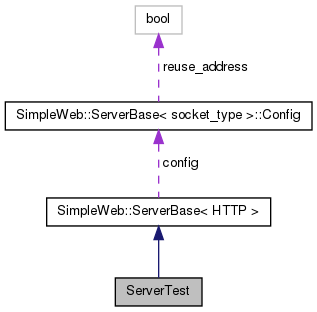 bool
reuse_address
SimpleWeb::ServerBase< socket_type >::Config
config
SimpleWeb::ServerBase< HTTP >
ServerTest